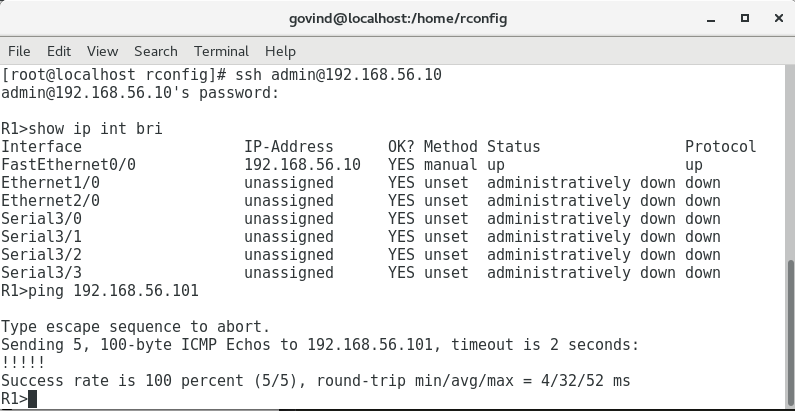 govind@localhost:/home/rconfig
File Edit View Search Terminal Help
[root@localhost rconfig]# ssh admin@192.168.56.10
admin@192.168.56.10's password:
R1>show ip int bri
Interface                  IP-Address      OK? Method Status                Protocol
FastEthernet0/0            192.168.56.10   YES manual up                    up
Ethernet1/0                unassigned      YES unset  administratively down down
Ethernet2/0                unassigned      YES unset  administratively down down
Serial3/0                  unassigned      YES unset  administratively down down
Serial3/1                  unassigned      YES unset  administratively down down
Serial3/2                  unassigned      YES unset  administratively down down
Serial3/3                  unassigned      YES unset  administratively down down
R1>ping 192.168.56.101
Type escape sequence to abort.
Sending 5, 100-byte ICMP Echos to 192.168.56.101, timeout is 2 seconds:
!!!!!
Success rate is 100 percent (5/5), round-trip min/avg/max = 4/32/52 ms
R1>